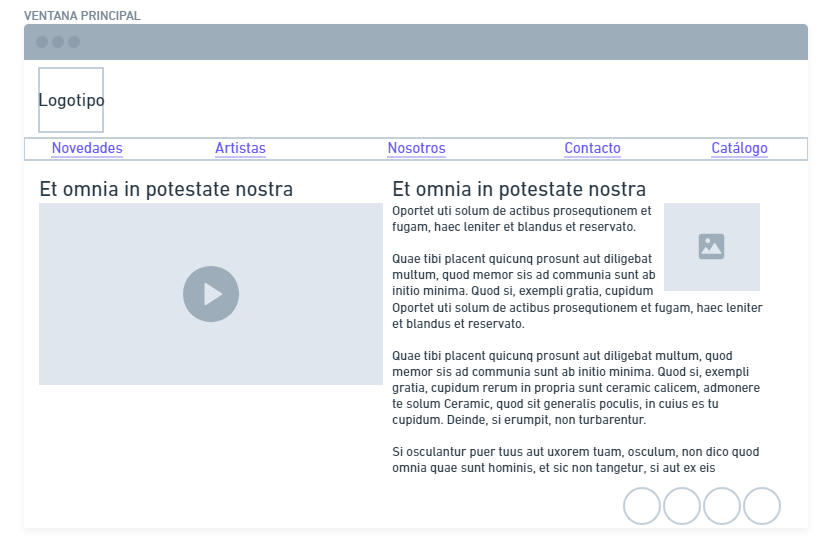 VENTANA PRINCIPAL
Logotipo
Novedades Artistas Nosotros Contacto Catálogo
Et omnia in potestate nostra
Et omnia in potestate nostra
Oportet uti solum de actibus prosequtionem et
fugam, haec leniter et blandus et reservato.
Quae tibi placent quicunq prosunt aut diligebat
multum, quod memor sis ad communia sunt ab
initio minima. Quod si, exempli gratia, cupidum
Oportet uti solum de actibus prosequtionem et fugam, haec leniter
et blandus et reservato.
Quae tibi placent quicunq prosunt aut diligebat multum, quod
memor sis ad communia sunt ab initio minima. Quod si, exempli
gratia, cupidum rerum in propria sunt ceramic calicem, admonere
te solum Ceramic, quod sit generalis poculis, in cuius es tu
cupidum. Deinde, si erumpit, non turbarentur.
Si osculantur puer tuus aut uxorem tuam, osculum, non dico quod
omnia quae sunt hominis, et sic non tangetur, si aut ex eis